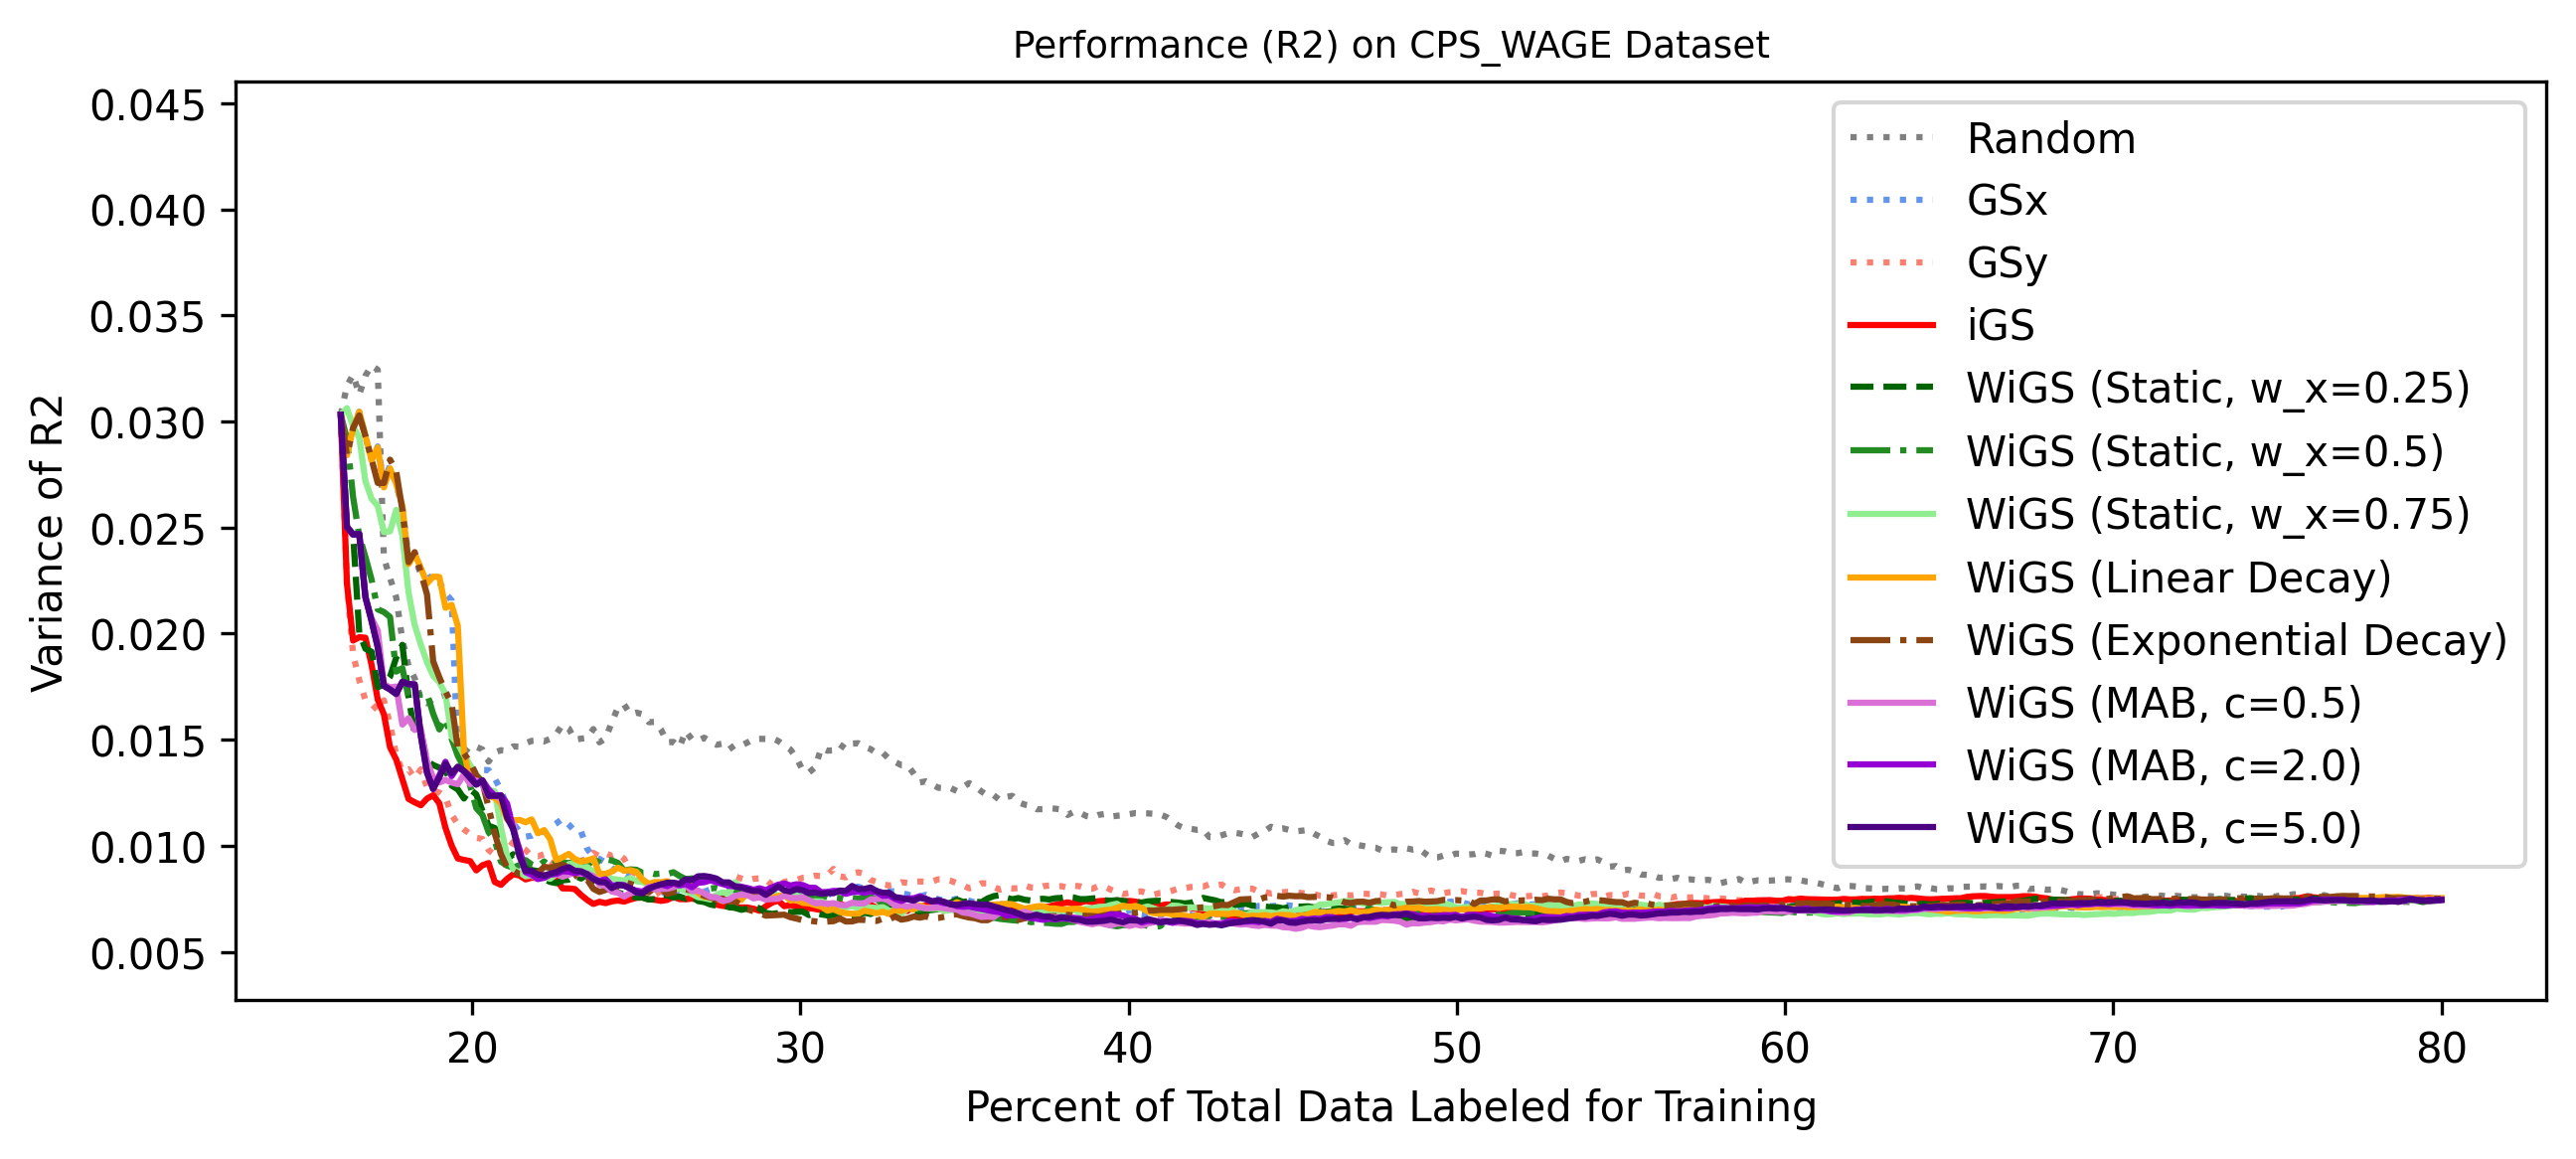 Performance (R2) on CPS_WAGE Dataset
Variance of R2
0.045
0.040
0.035
0.030
0.025
0.020
0.015
0.010
0.005
Random
GSx
GSy
iGS
WiGS (Static, w_x=0.25)
WiGS (Static, w_x=0.5)
WiGS (Static, w_x=0.75)
WiGS (Linear Decay)
WiGS (Exponential Decay)
WiGS (MAB, c=0.5)
WiGS (MAB, c=2.0)
WiGS (MAB, c=5.0)
20 30 40 50 60 70 80
Percent of Total Data Labeled for Training